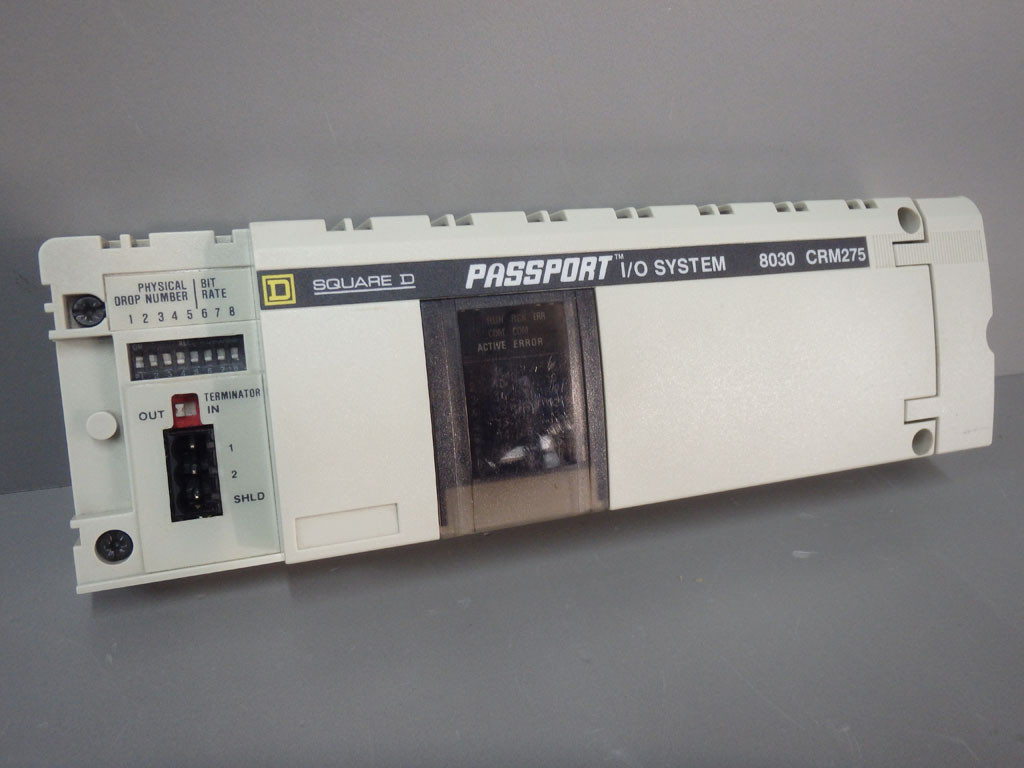 PHYSICAL DROP NUMBER
BIT RATE
1 2 3 4 5 6 7 8
D SQUARE D PASSPORT™ I/O SYSTEM 8030 CRM275
ACTIVE ERROR
TERMINATOR
OUT IN
1
2
SHLD